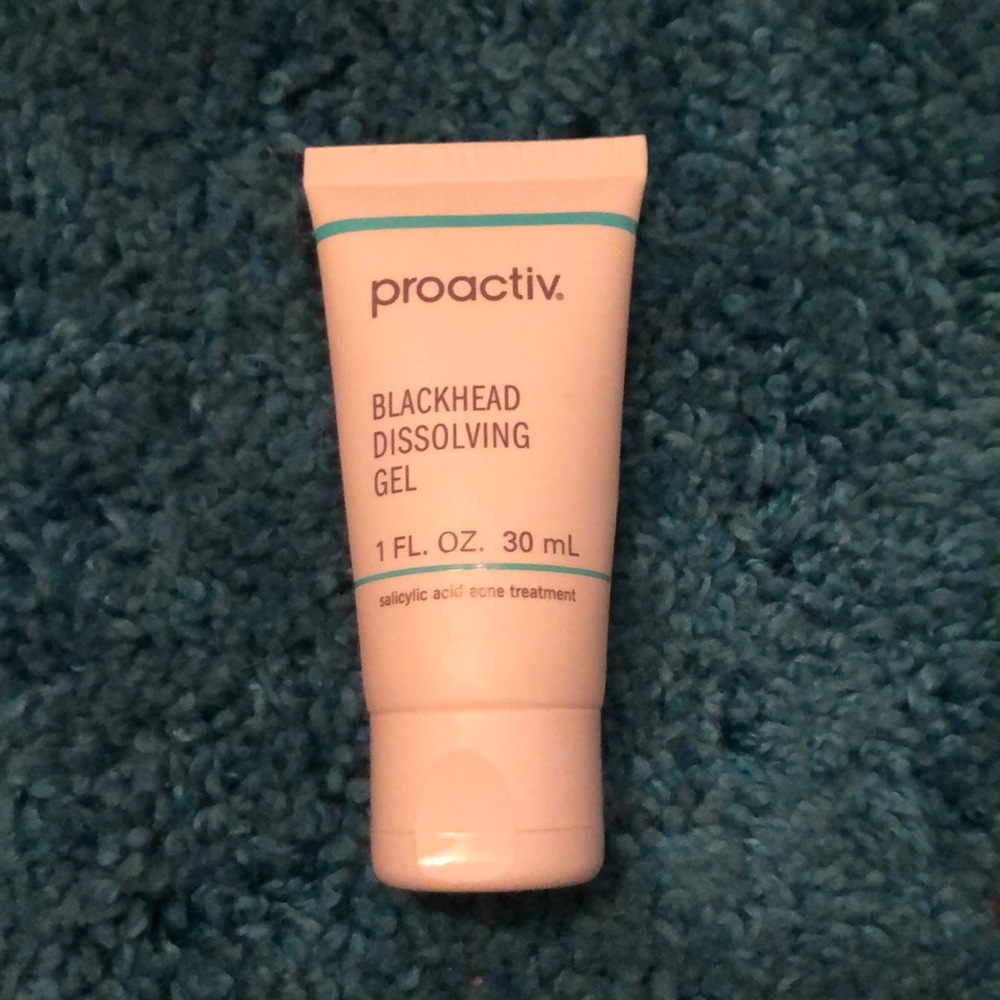 proactiv®
BLACKHEAD
DISSOLVING
GEL
1 FL. OZ. 30 mL
salicylic acid acne treatment